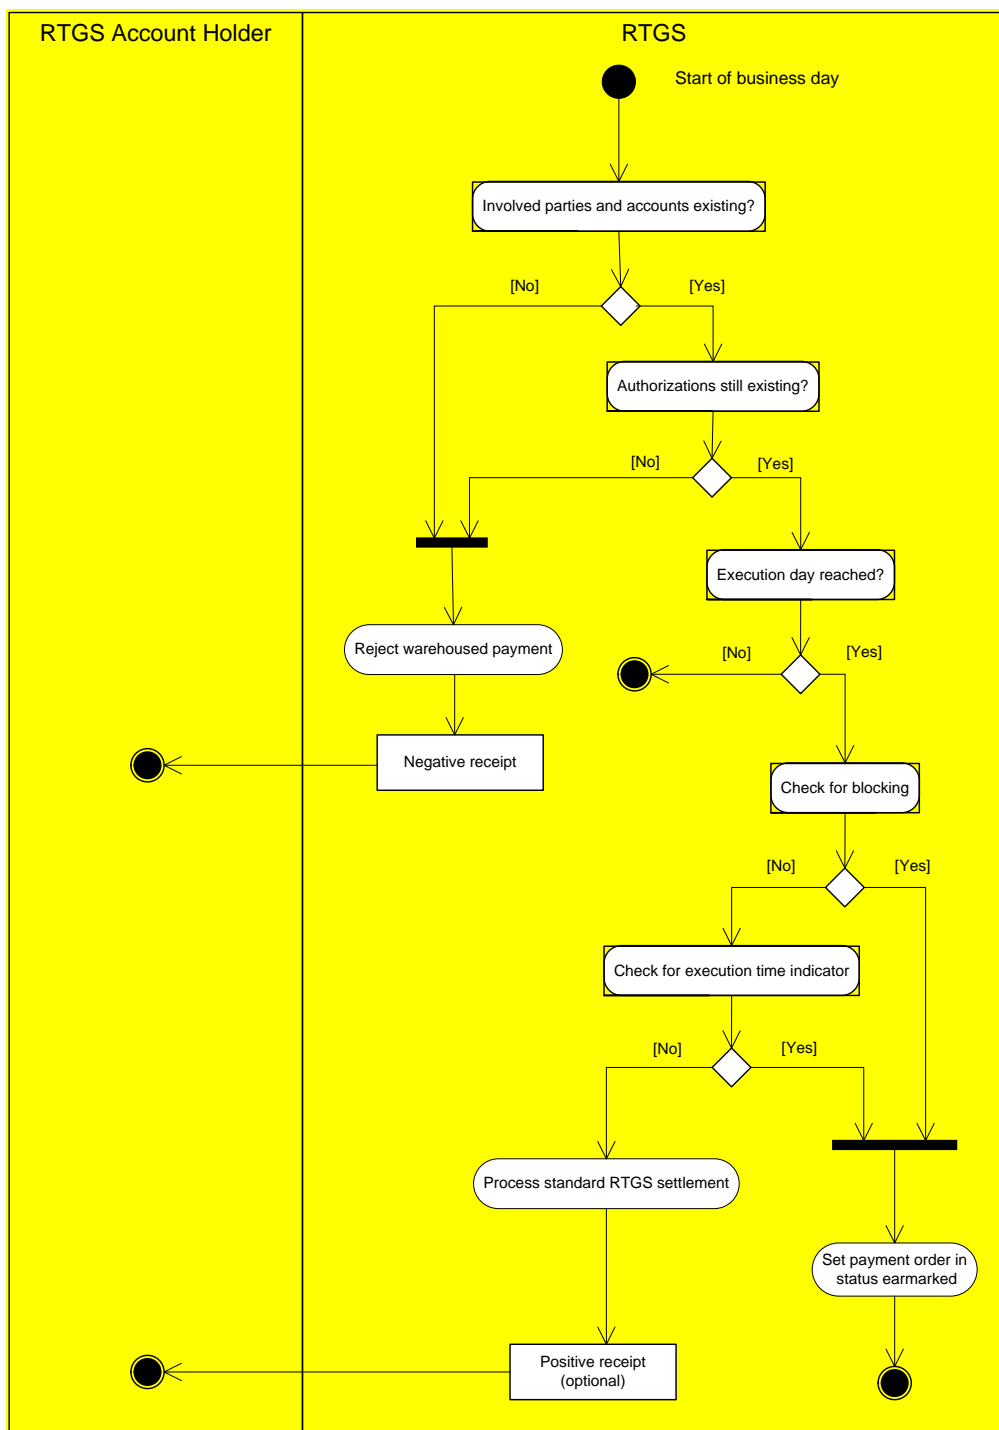 RTGS Account Holder
RTGS
Start of business day
Involved parties and accounts existing?
[No]
[Yes]
Authorizations still existing?
[No]
[Yes]
Execution day reached?
Reject warehoused payment
[No]
[Yes]
Negative receipt
Check for blocking
[No]
[Yes]
Check for execution time indicator
[No]
[Yes]
Process standard RTGS settlement
Set payment order in
status earmarked
Positive receipt
(optional)